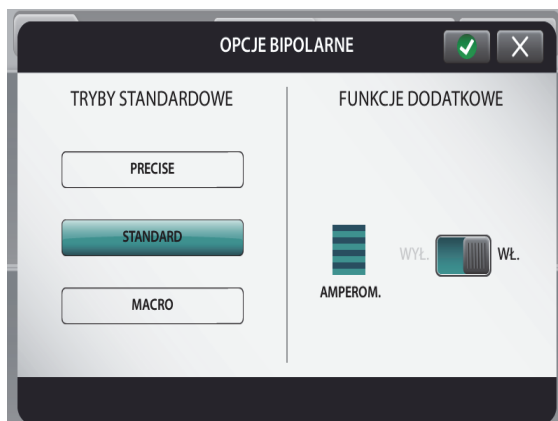 OPCJE BIPOLARNE
TRYBY STANDARDOWE
PRECISE
STANDARD
MACRO
FUNKCJE DODATKOWE
WYŁ.
WŁ.
AMPEROM.